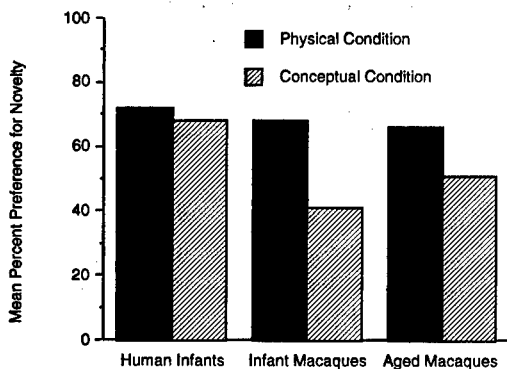 Mean Percent Preference for Novelty
100
80
60
40
20
0
Physical Condition
Conceptual Condition
Human Infants Infant Macaques Aged Macaques